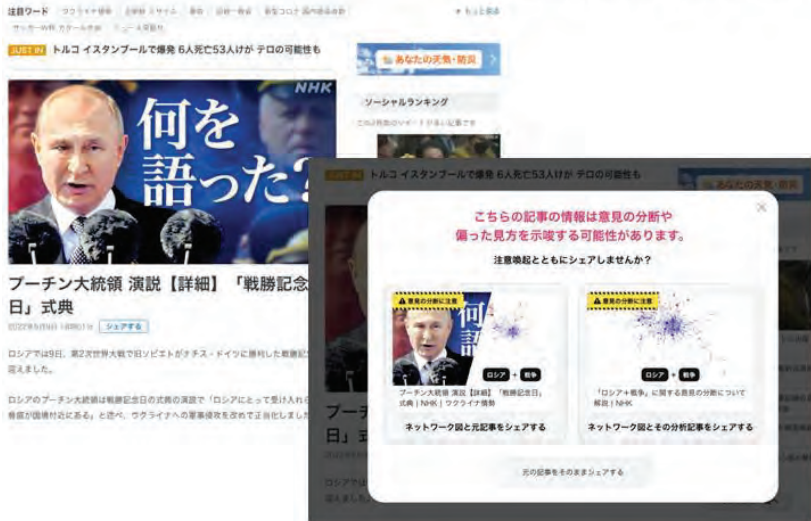 注目ワード
JUST IN トルコ イスタンブールで爆発 6人死亡53人けが テロの可能性も
あなたの天気・防災
NHK
何を
語った?
ソーシャルランキング
プーチン大統領 演説【詳細】「戦勝記念
日」式典
シェアする
ロシアでは9日、第2次世界大戦で旧ソビエトがナチス・ドイツに勝利した戦勝記
迎えました。
ロシアのプーチン大統領は戦勝記念日の式典の演説で「ロシアにとって受け入れ
脅威が国境付近にある」と述べ、ウクライナへの軍事侵攻を改めて正当化しまし
JUST IN トルコ イスタンブールで爆発 6人死亡53人けが テロの可能性も
あなたの天気・防災
こちらの記事の情報は意見の分断や
偏った見方を示唆する可能性があります。
注意喚起とともにシェアしませんか?
意見の分断に注意
何
語
ロシア + 戦争
プーチン大統領 演説【詳細】「戦勝記念日」
式典 | NHK | ウクライナ情勢
ネットワーク図と元記事をシェアする
意見の分断に注意
ロシア + 戦争
「ロシア+戦争」に関する意見の分断について
解説 | NHK
ネットワーク図とその分析記事をシェアする
元の記事をそのままシェアする